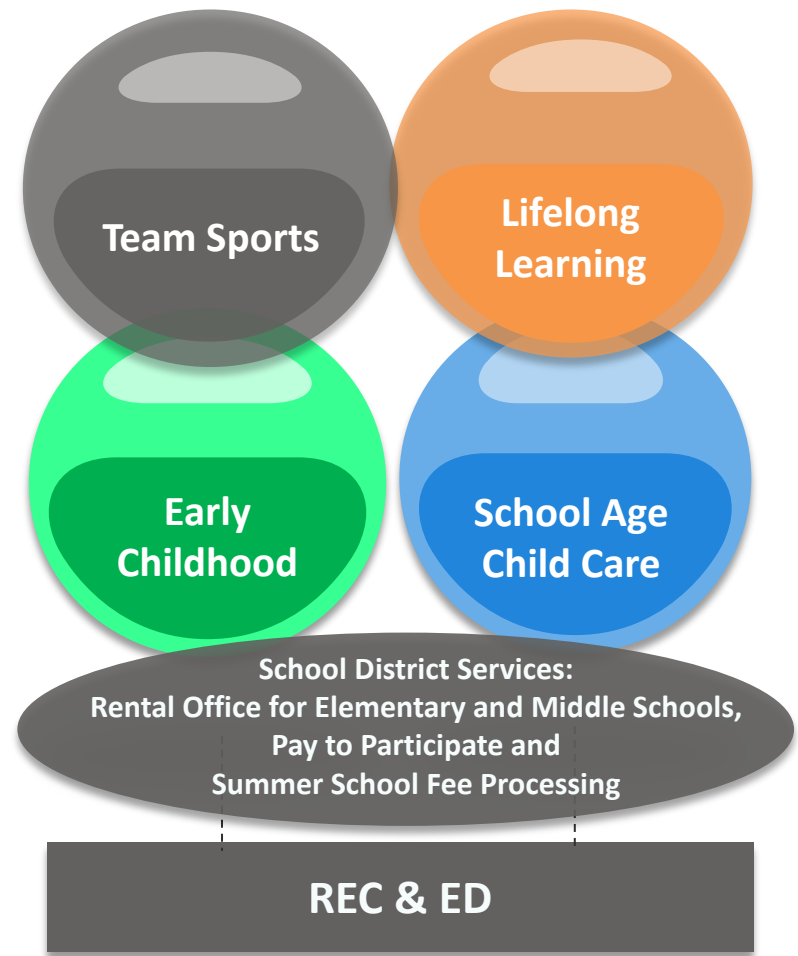 Team Sports
Lifelong
Learning
Early
Childhood
School Age
Child Care
School District Services:
Rental Office for Elementary and Middle Schools,
Pay to Participate and
Summer School Fee Processing
REC & ED